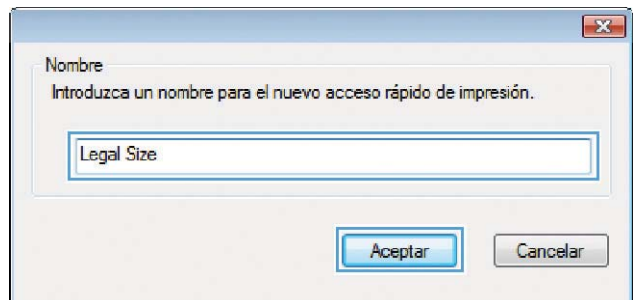 Nombre
Introduzca un nombre para el nuevo acceso rápido de impresión.
Legal Size
Aceptar
Cancelar